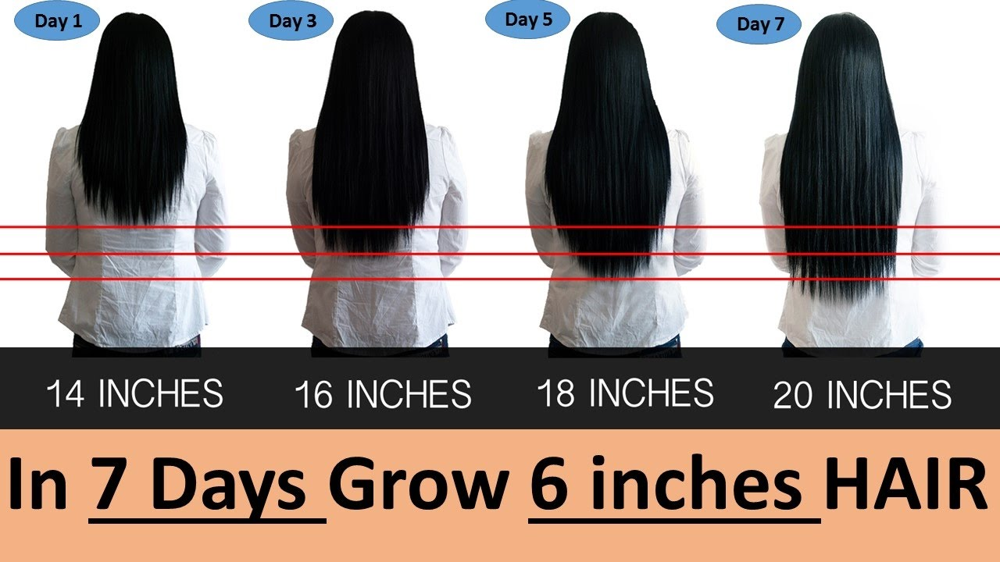 Day 1
Day 3
Day 5
Day 7
14 INCHES
16 INCHES
18 INCHES
20 INCHES
In 7 Days Grow 6 inches HAIR